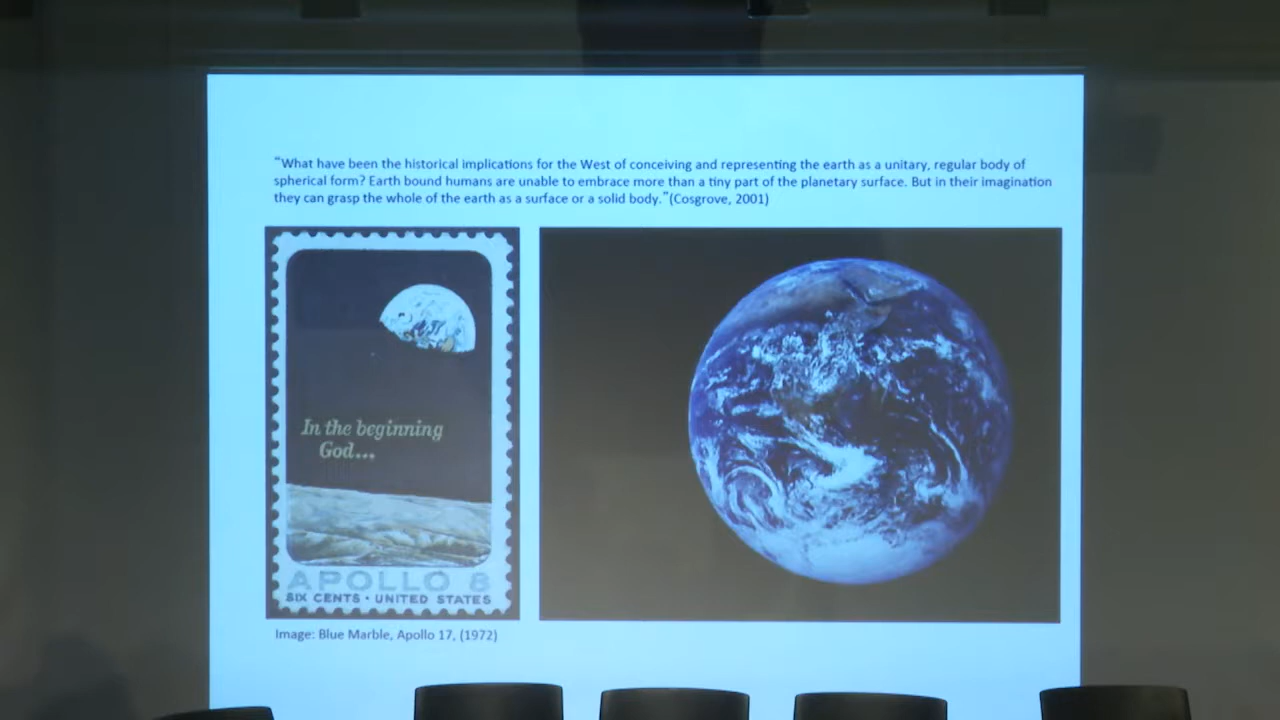 “What have been the historical implications for the West of conceiving and representing the earth as a unitary, regular body of
spherical form? Earth bound humans are unable to embrace more than a tiny part of the planetary surface. But in their imagination
they can grasp the whole of the earth as a surface or a solid body.”(Cosgrove, 2001)
In the beginning
God...
APOLLO 8
SIX CENTS • UNITED STATES
Image: Blue Marble, Apollo 17, (1972)